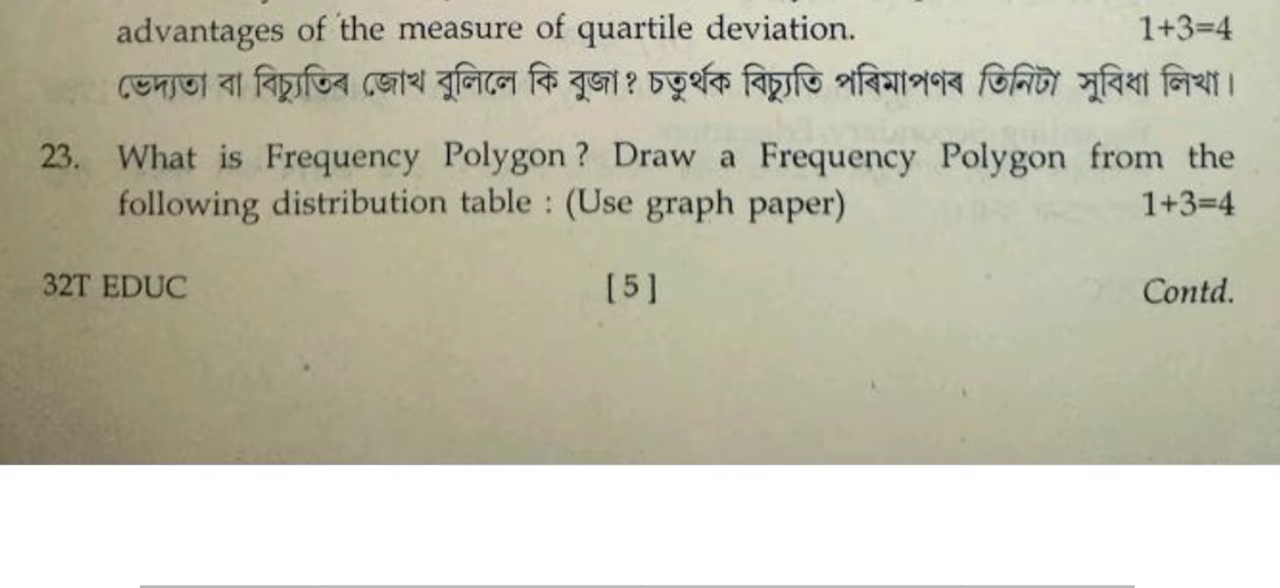 advantages of the measure of quartile deviation. 1+3=4
ভেদ্যতা বা বিচ্যুতিৰ জোখ বুলিলে কি বুজা? চতুৰ্থক বিচ্যুতি পৰিমাপণৰ তিনিটা সুবিধা লিখা।
23. What is Frequency Polygon? Draw a Frequency Polygon from the
following distribution table : (Use graph paper) 1+3=4
32T EDUC [5] Contd.